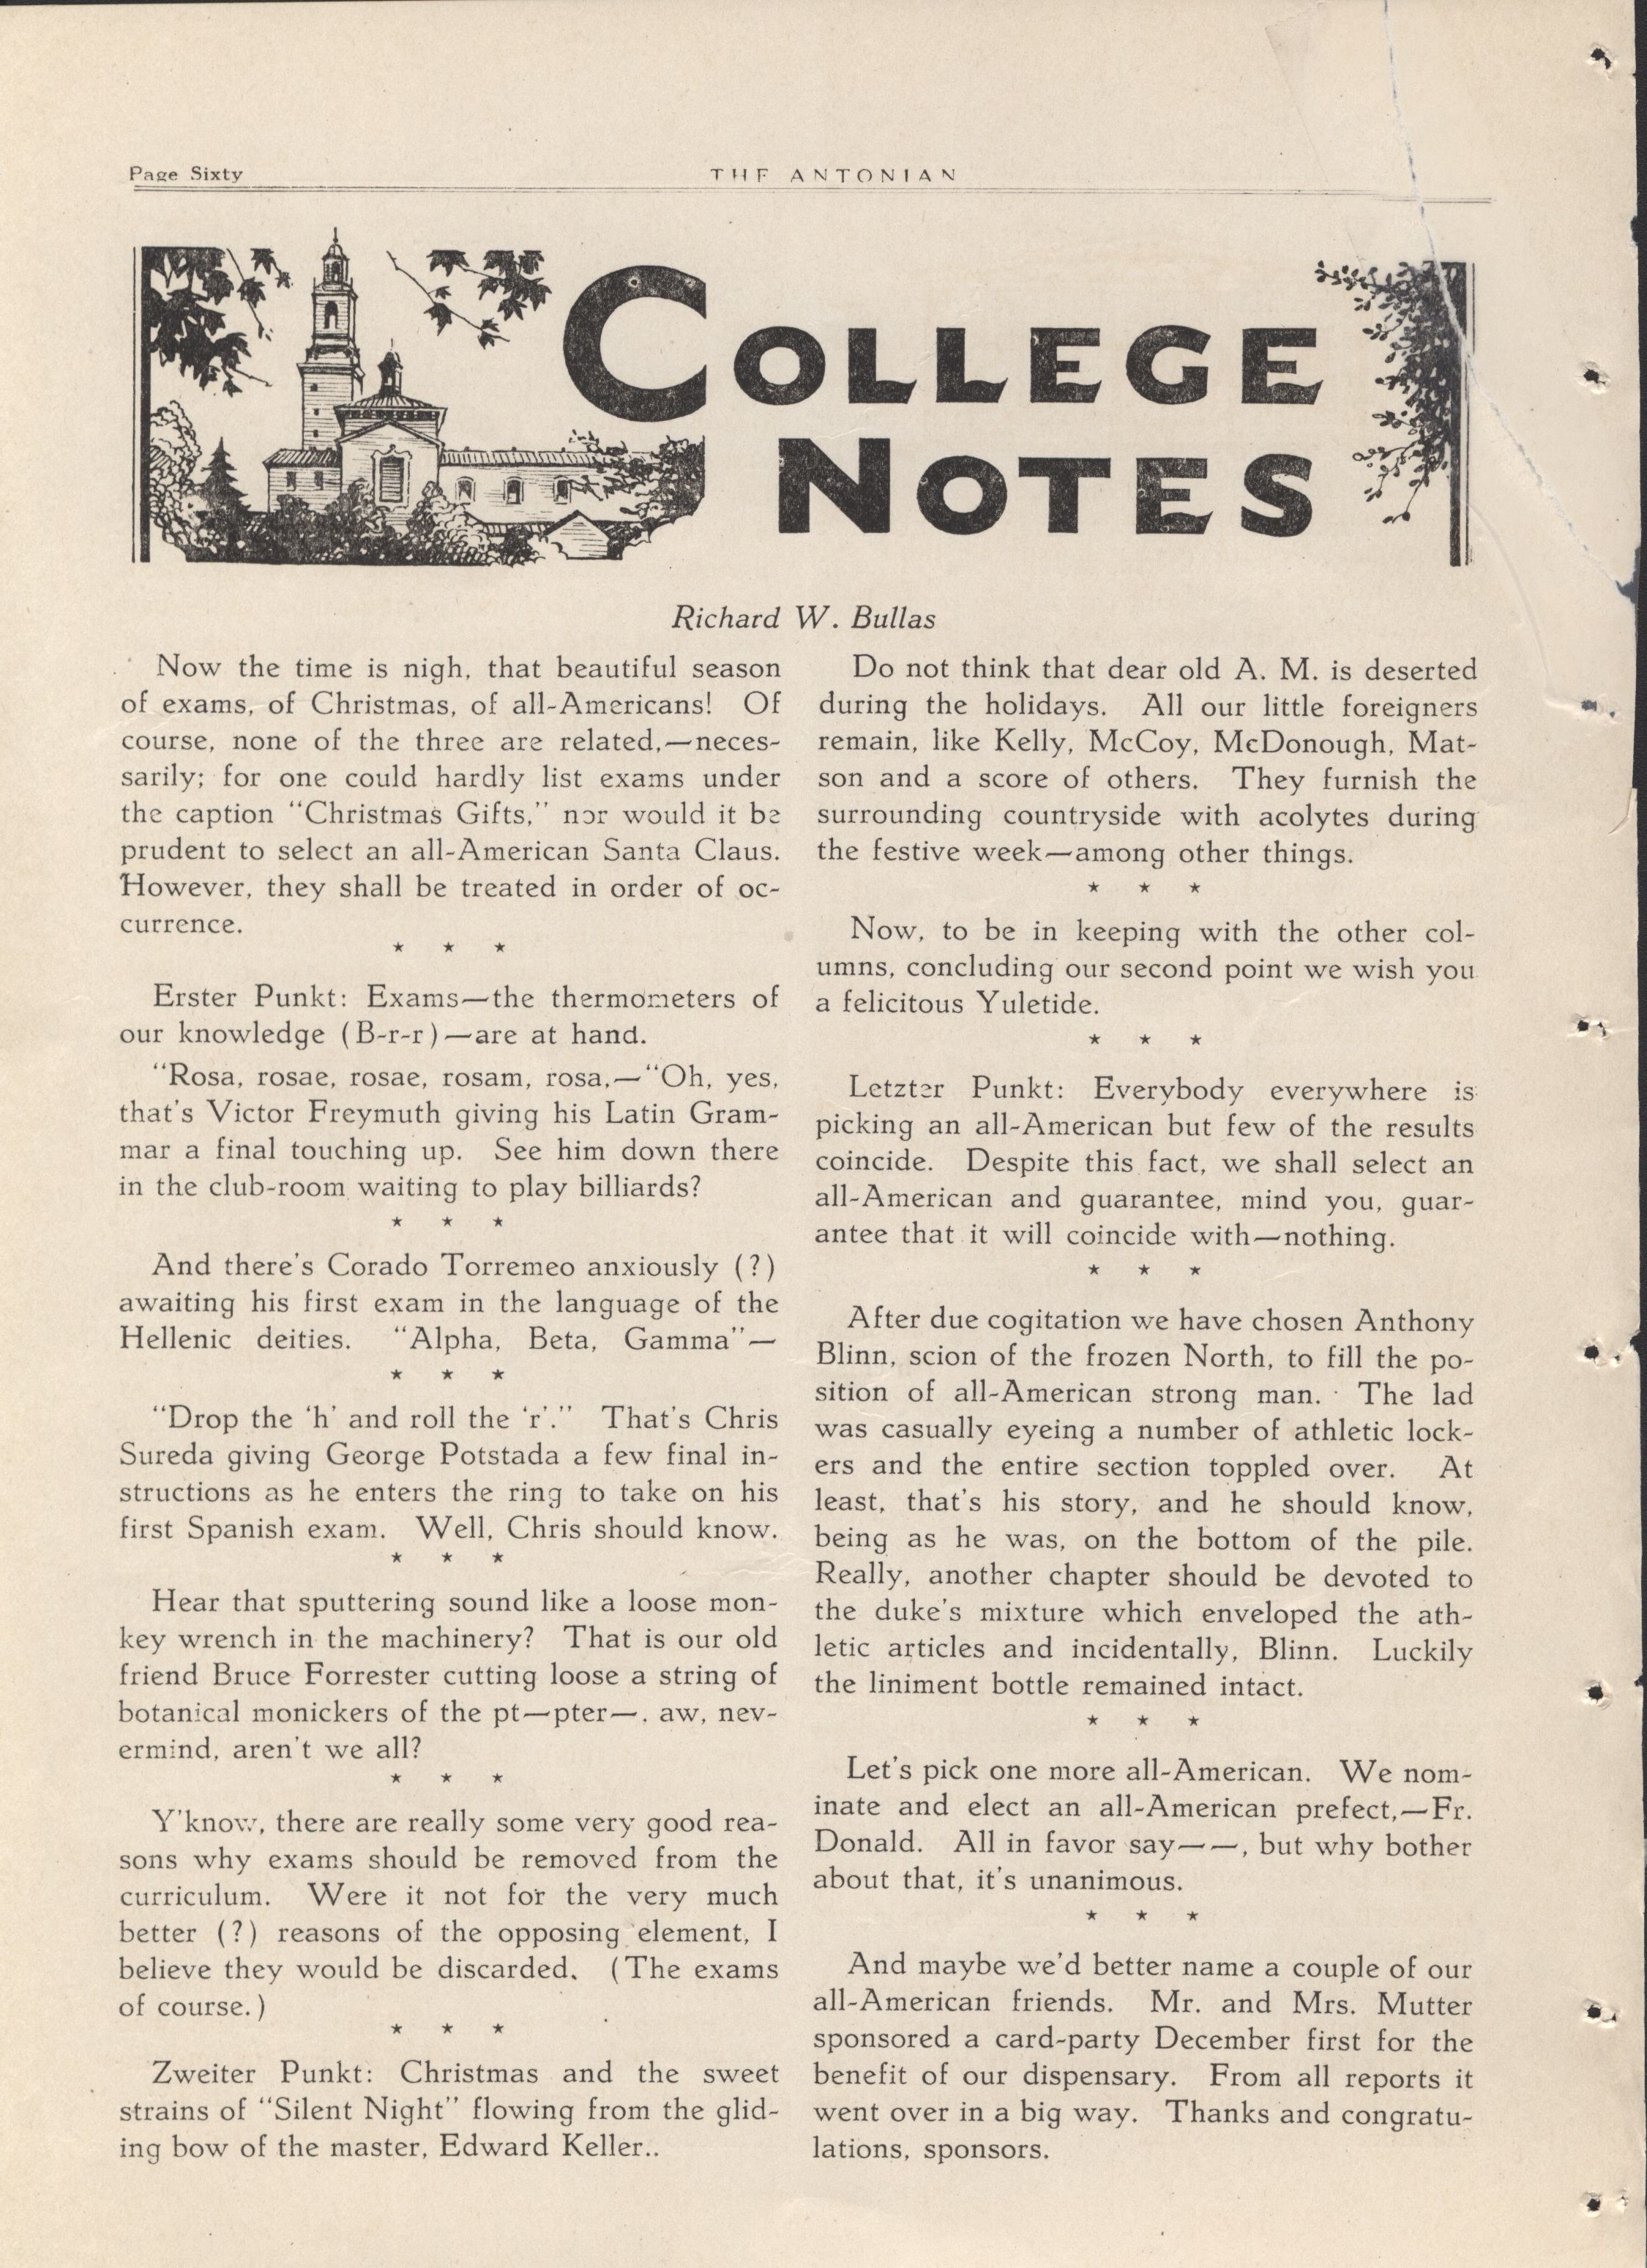 Page Sixty
THE ANTONIAN
COLLEGE
NOTES
Richard W. Bullas
Now the time is nigh, that beautiful season
of exams, of Christmas, of all-Americans! Of
course, none of the three are related,—neces-
sarily; for one could hardly list exams under
the caption "Christmas Gifts," nor would it be
prudent to select an all-American Santa Claus.
However, they shall be treated in order of oc-
currence.
* * *
Erster Punkt: Exams—the thermometers of
our knowledge (B-r-r)—are at hand.
"Rosa, rosae, rosae, rosam, rosa,—"Oh, yes,
that's Victor Freymuth giving his Latin Gram-
mar a final touching up. See him down there
in the club-room waiting to play billiards?
* * *
And there's Corado Torremeo anxiously (?)
awaiting his first exam in the language of the
Hellenic deities. "Alpha, Beta, Gamma"—
* * *
"Drop the 'h' and roll the 'r'." That's Chris
Sureda giving George Potstada a few final in-
structions as he enters the ring to take on his
first Spanish exam. Well, Chris should know.
* * *
Hear that sputtering sound like a loose mon-
key wrench in the machinery? That is our old
friend Bruce Forrester cutting loose a string of
botanical monickers of the pt—pter—. aw, nev-
ermind, aren't we all?
* * *
Y'know, there are really some very good rea-
sons why exams should be removed from the
curriculum. Were it not for the very much
better (?) reasons of the opposing element, I
believe they would be discarded. (The exams
of course.)
* * *
Zweiter Punkt: Christmas and the sweet
strains of "Silent Night" flowing from the glid-
ing bow of the master, Edward Keller..
Do not think that dear old A. M. is deserted
during the holidays. All our little foreigners
remain, like Kelly, McCoy, McDonough, Mat-
son and a score of others. They furnish the
surrounding countryside with acolytes during
the festive week—among other things.
* * *
Now, to be in keeping with the other col-
umns, concluding our second point we wish you
a felicitous Yuletide.
* * *
Letzter Punkt: Everybody everywhere is
picking an all-American but few of the results
coincide. Despite this fact, we shall select an
all-American and guarantee, mind you, guar-
antee that it will coincide with—nothing.
* * *
After due cogitation we have chosen Anthony
Blinn, scion of the frozen North, to fill the po-
sition of all-American strong man. The lad
was casually eyeing a number of athletic lock-
ers and the entire section toppled over. At
least, that's his story, and he should know,
being as he was, on the bottom of the pile.
Really, another chapter should be devoted to
the duke's mixture which enveloped the ath-
letic articles and incidentally, Blinn. Luckily
the liniment bottle remained intact.
* * *
Let's pick one more all-American. We nom-
inate and elect an all-American prefect,—Fr.
Donald. All in favor say——, but why bother
about that, it's unanimous.
* * *
And maybe we'd better name a couple of our
all-American friends. Mr. and Mrs. Mutter
sponsored a card-party December first for the
benefit of our dispensary. From all reports it
went over in a big way. Thanks and congratu-
lations, sponsors.